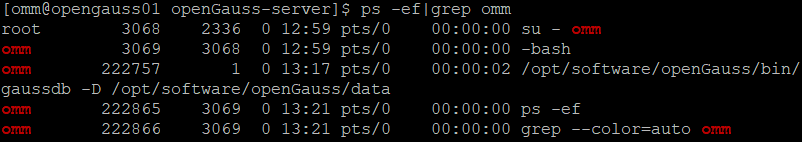 [omm@opengauss01 openGauss-server]$ ps -ef|grep omm
root 3068 2336 0 12:59 pts/0 00:00:00 su - omm
omm 3069 3068 0 12:59 pts/0 00:00:00 -bash
omm 222757 1 0 13:17 pts/0 00:00:02 /opt/software/openGauss/bin/
gaussdb -D /opt/software/openGauss/data
omm 222865 3069 0 13:21 pts/0 00:00:00 ps -ef
omm 222866 3069 0 13:21 pts/0 00:00:00 grep --color=auto omm